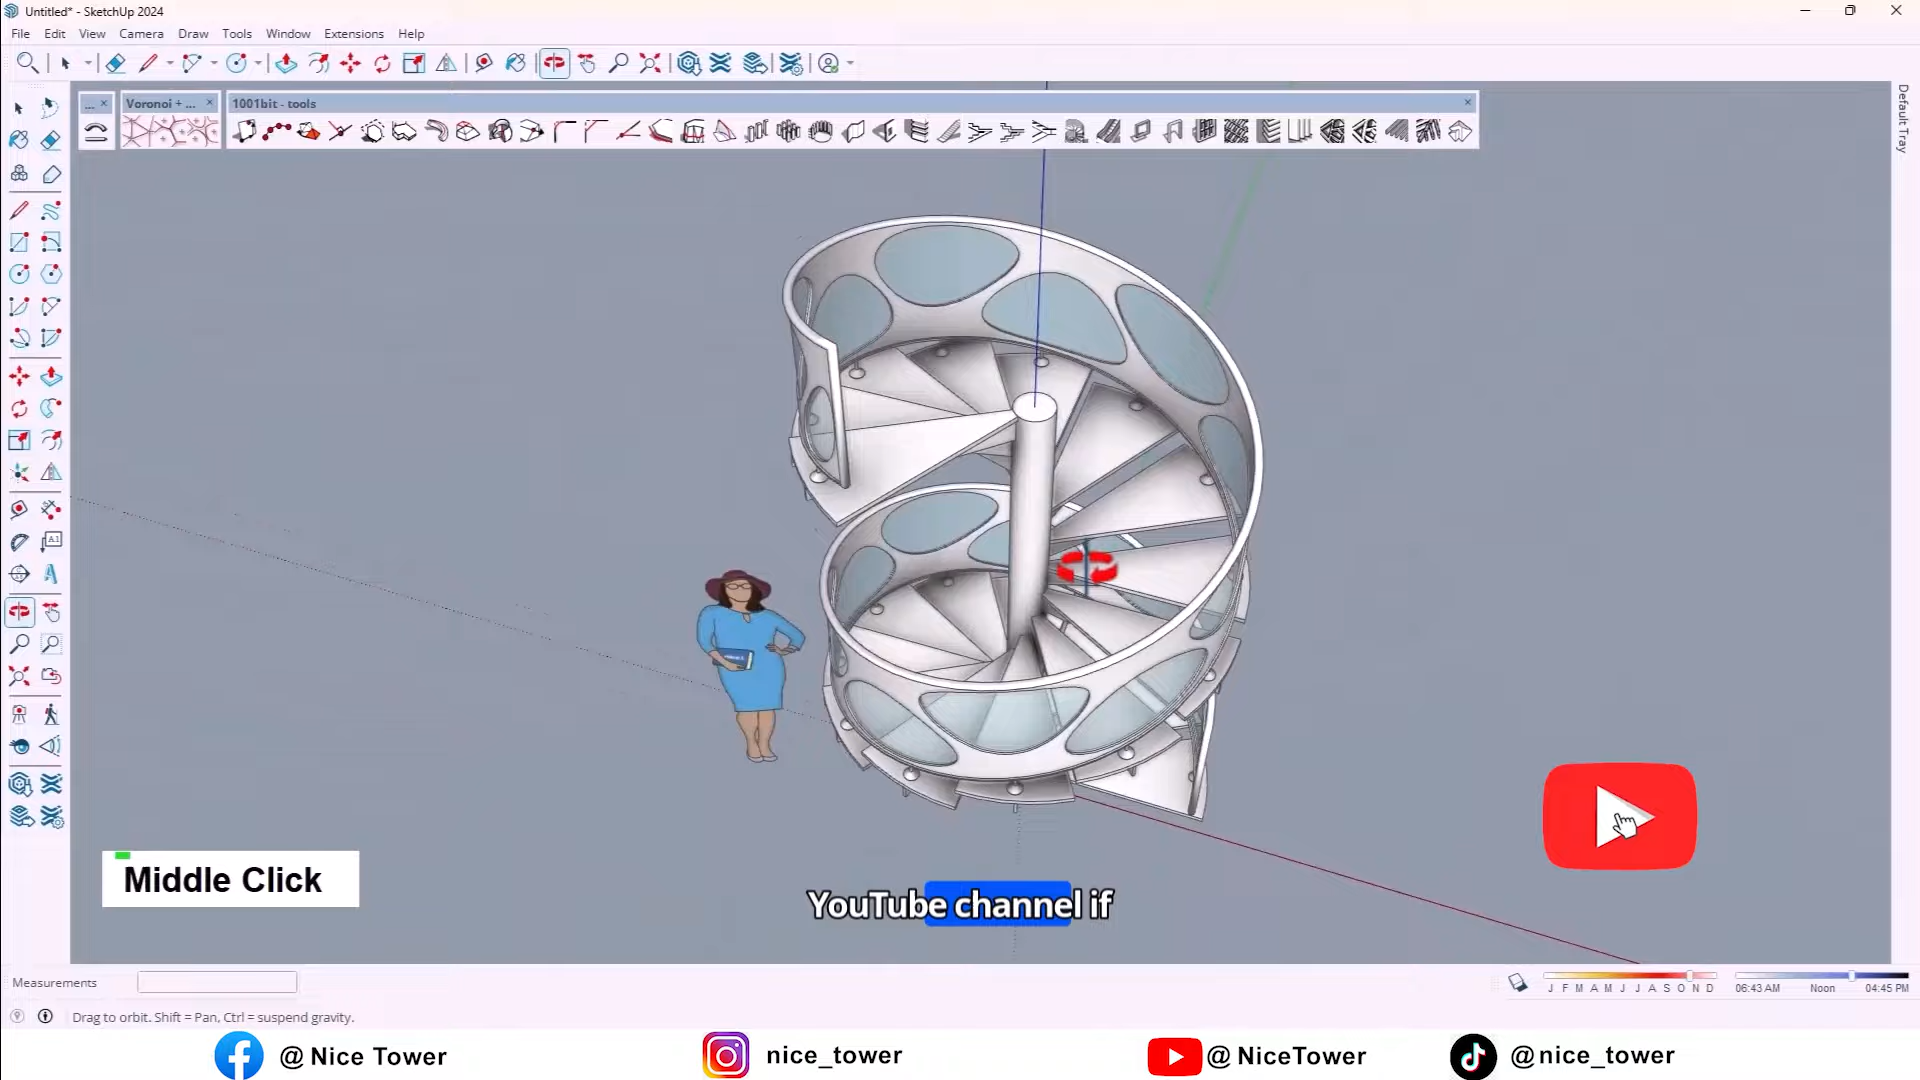 Untitled* - SketchUp 2024
File Edit View Camera Draw Tools Window Extensions Help
... Voronoi + ... 1001bit - tools
Default Tray
A1
Middle Click
YouTube channel if
Measurements
J F M A M J J A S O N D 06:43 AM Noon 04:45 PM
Drag to orbit. Shift = Pan, Ctrl = suspend gravity.
@ Nice Tower nice_tower @ NiceTower @nice_tower